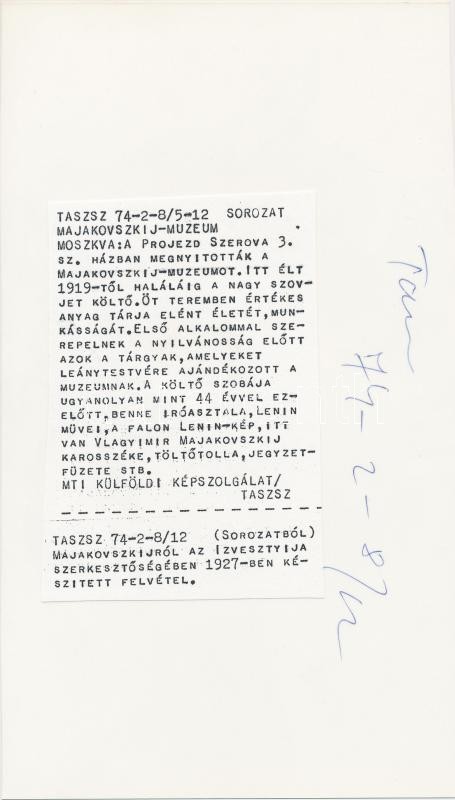 TASZSZ 74-2-8/5-12 SOROZAT
MAJAKOVSZKIJ-MUZEUM
MOSZKVA:A PROJEZD SZEROVA 3.
SZ. HÁZBAN MEGNYITOTTÁK A
MAJAKOVSZKIJ-MUZEUMOT.ITT ÉLT
1919-TŐL HALÁLÁIG A NAGY SZOV-
JET KÖLTŐ.ÖT TEREMBEN ÉRTÉKES
ANYAG TÁRJA ELÉNT ÉLETÉT,MUN-
KÁSSÁGÁT.ELSŐ ALKALOMMAL SZE-
REPELNEK A NYILVÁNOSSÁG ELŐTT
AZOK A TÁRGYAK,AMELYEKET
LEÁNYTESTVÉRE AJÁNDÉKOZOTT A
MUZEUMNAK.A KÖLTŐ SZOBÁJA
UGYANOLYAN MINT 44 ÉVVEL EZ-
ELŐTT,BENNE IRÓASZTALA,LENIN
MÜVEI,A FALON LENIN-KÉP,ITT
VAN VLAGYIMIR MAJAKOVSZKIJ
KAROSSZÉKE,TÖLTŐTOLLA,JEGYZET-
FÜZETE STB.
MTI KÜLFÖLDI KÉPSZOLGÁLAT/
TASZSZ
TASZSZ 74-2-8/12 (SOROZATBÓL)
MAJAKOVSZKIJRÓL AZ IZVESZTYIJA
SZERKESZTŐSÉGÉBEN 1927-BEN KÉ-
SZITETT FELVÉTEL.
74-2-8/12